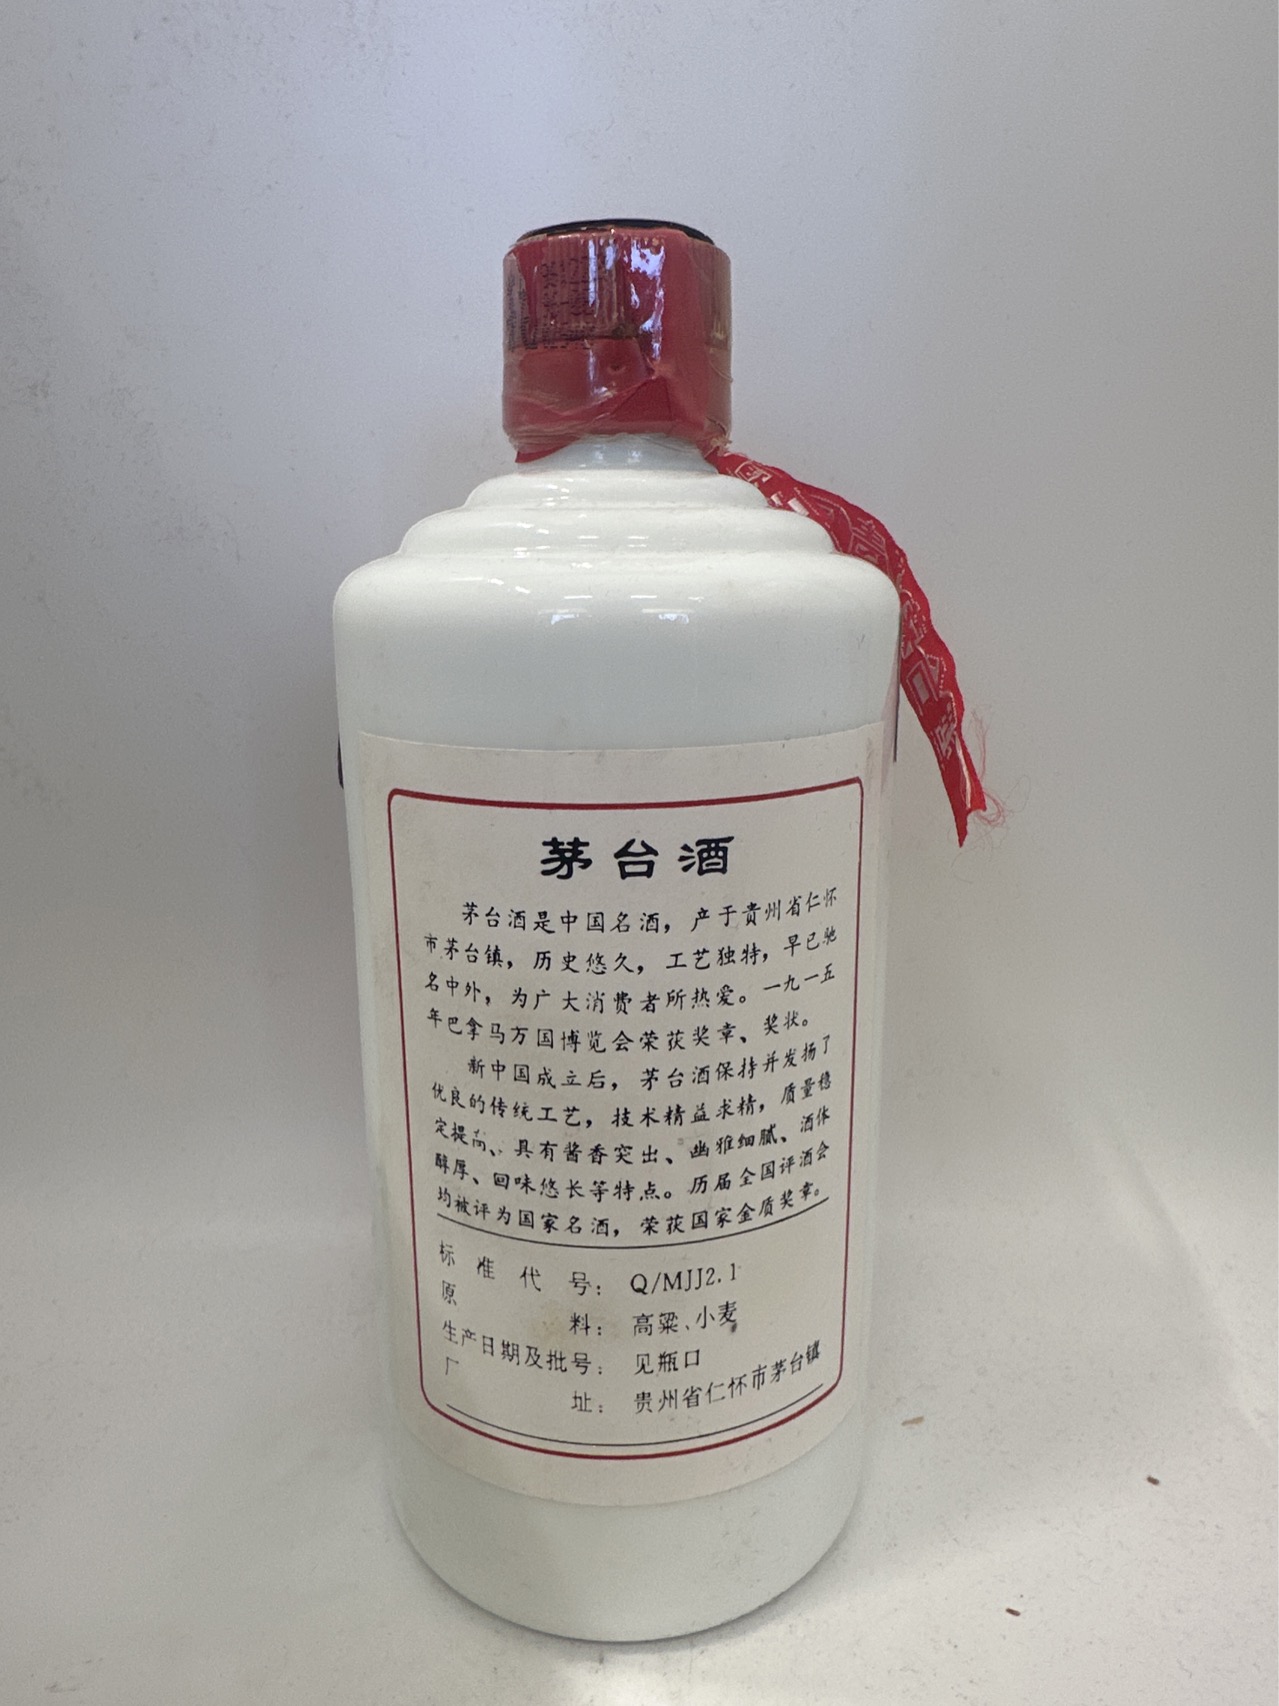 茅台酒
茅台酒是中国名酒，产于贵州省仁怀
市茅台镇，历史悠久，工艺独特，早已驰
名中外，为广大消费者所热爱。一九一五
年巴拿马万国博览会荣获奖章、奖状。
新中国成立后，茅台酒保持并发扬了
优良的传统工艺，技术精益求精，质量稳
定提高、具有酱香突出、幽雅细腻、酒体
醇厚、回味悠长等特点。历届全国评酒会
均被评为国家名酒，荣获国家金质奖章。
标准代号：Q/MJJ2.1
原料：高粱、小麦
生产日期及批号：见瓶口
厂址：贵州省仁怀市茅台镇